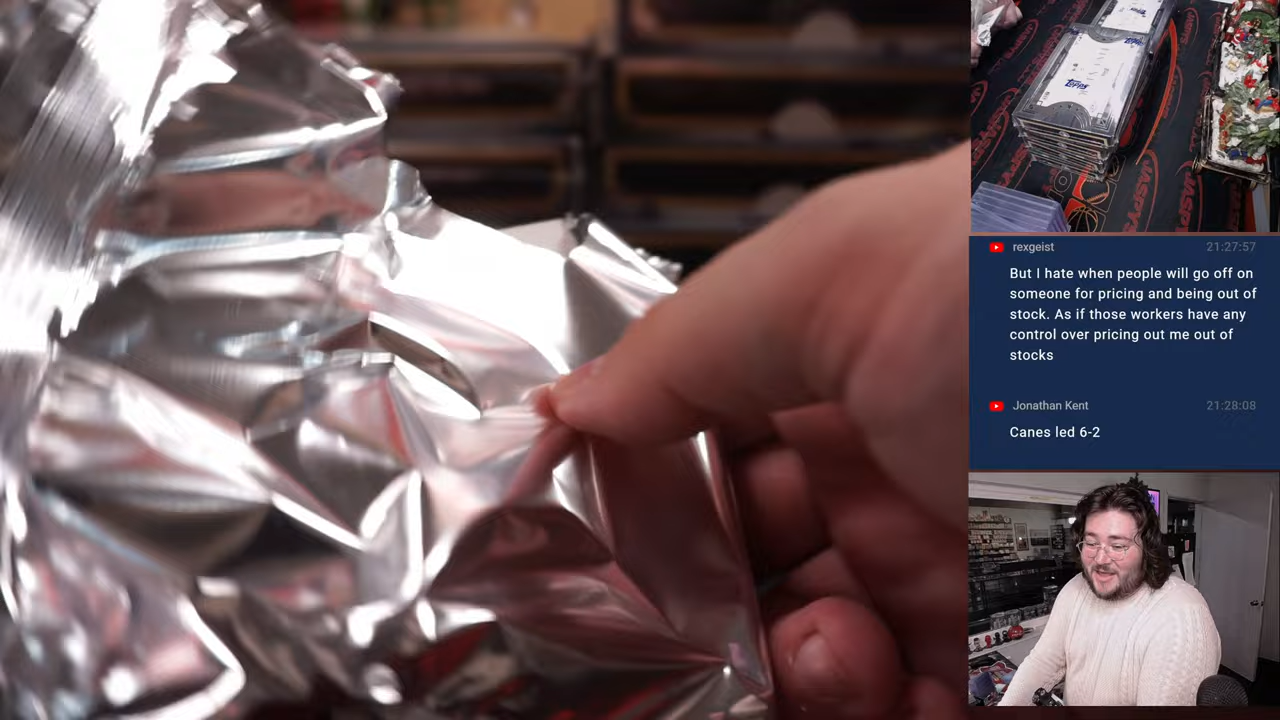 Topps
rexgeist
21:27:57
But I hate when people will go off on
someone for pricing and being out of
stock. As if those workers have any
control over pricing out me out of
stocks
Jonathan Kent
21:28:08
Canes led 6-2